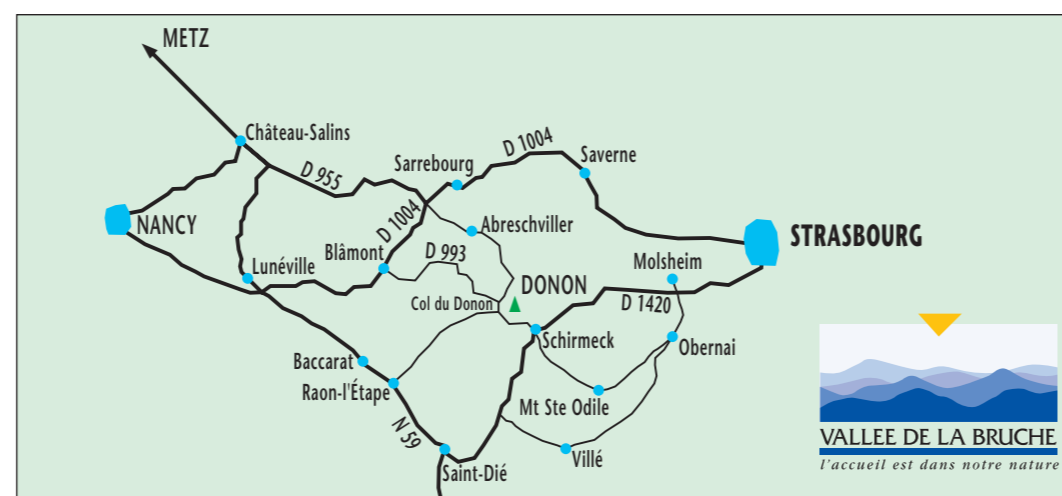 METZ
Château-Salins
D 955
Sarrebourg
D 1004
Saverne
NANCY
D 1004
Abreschviller
STRASBOURG
Lunéville
Blâmont
D 993
Molsheim
DONON
Col du Donon
D 1420
Schirmeck
Obernai
Baccarat
Raon-l'Étape
Mt Ste Odile
N 59
Saint-Dié
Villé
VALLEE DE LA BRUCHE
l'accueil est dans notre nature